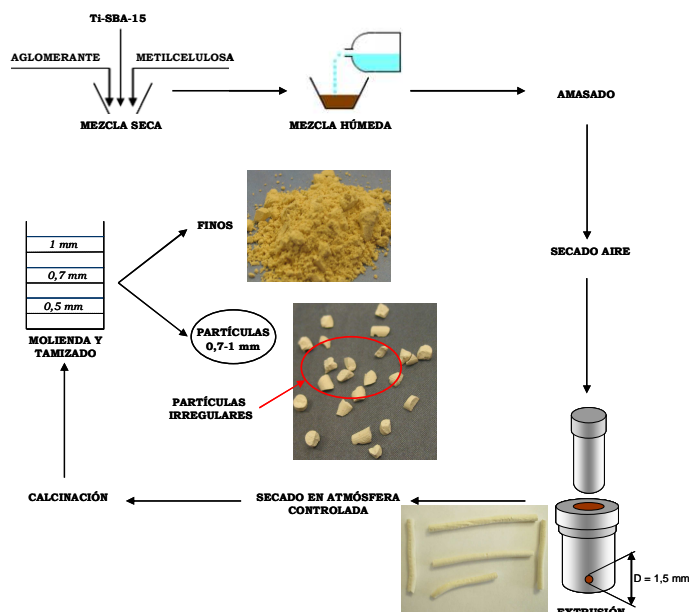 Ti-SBA-15
AGLOMERANTE
METILCELULOSA
MEZCLA SECA
MEZCLA HÚMEDA
AMASADO
SECADO AIRE
FINOS
1 mm
0,7 mm
0,5 mm
MOLIENDA Y
TAMIZADO
PARTÍCULAS
0,7-1 mm
PARTÍCULAS
IRREGULARES
CALCINACIÓN
SECADO EN ATMÓSFERA
CONTROLADA
D = 1,5 mm
EXTRUSIÓN